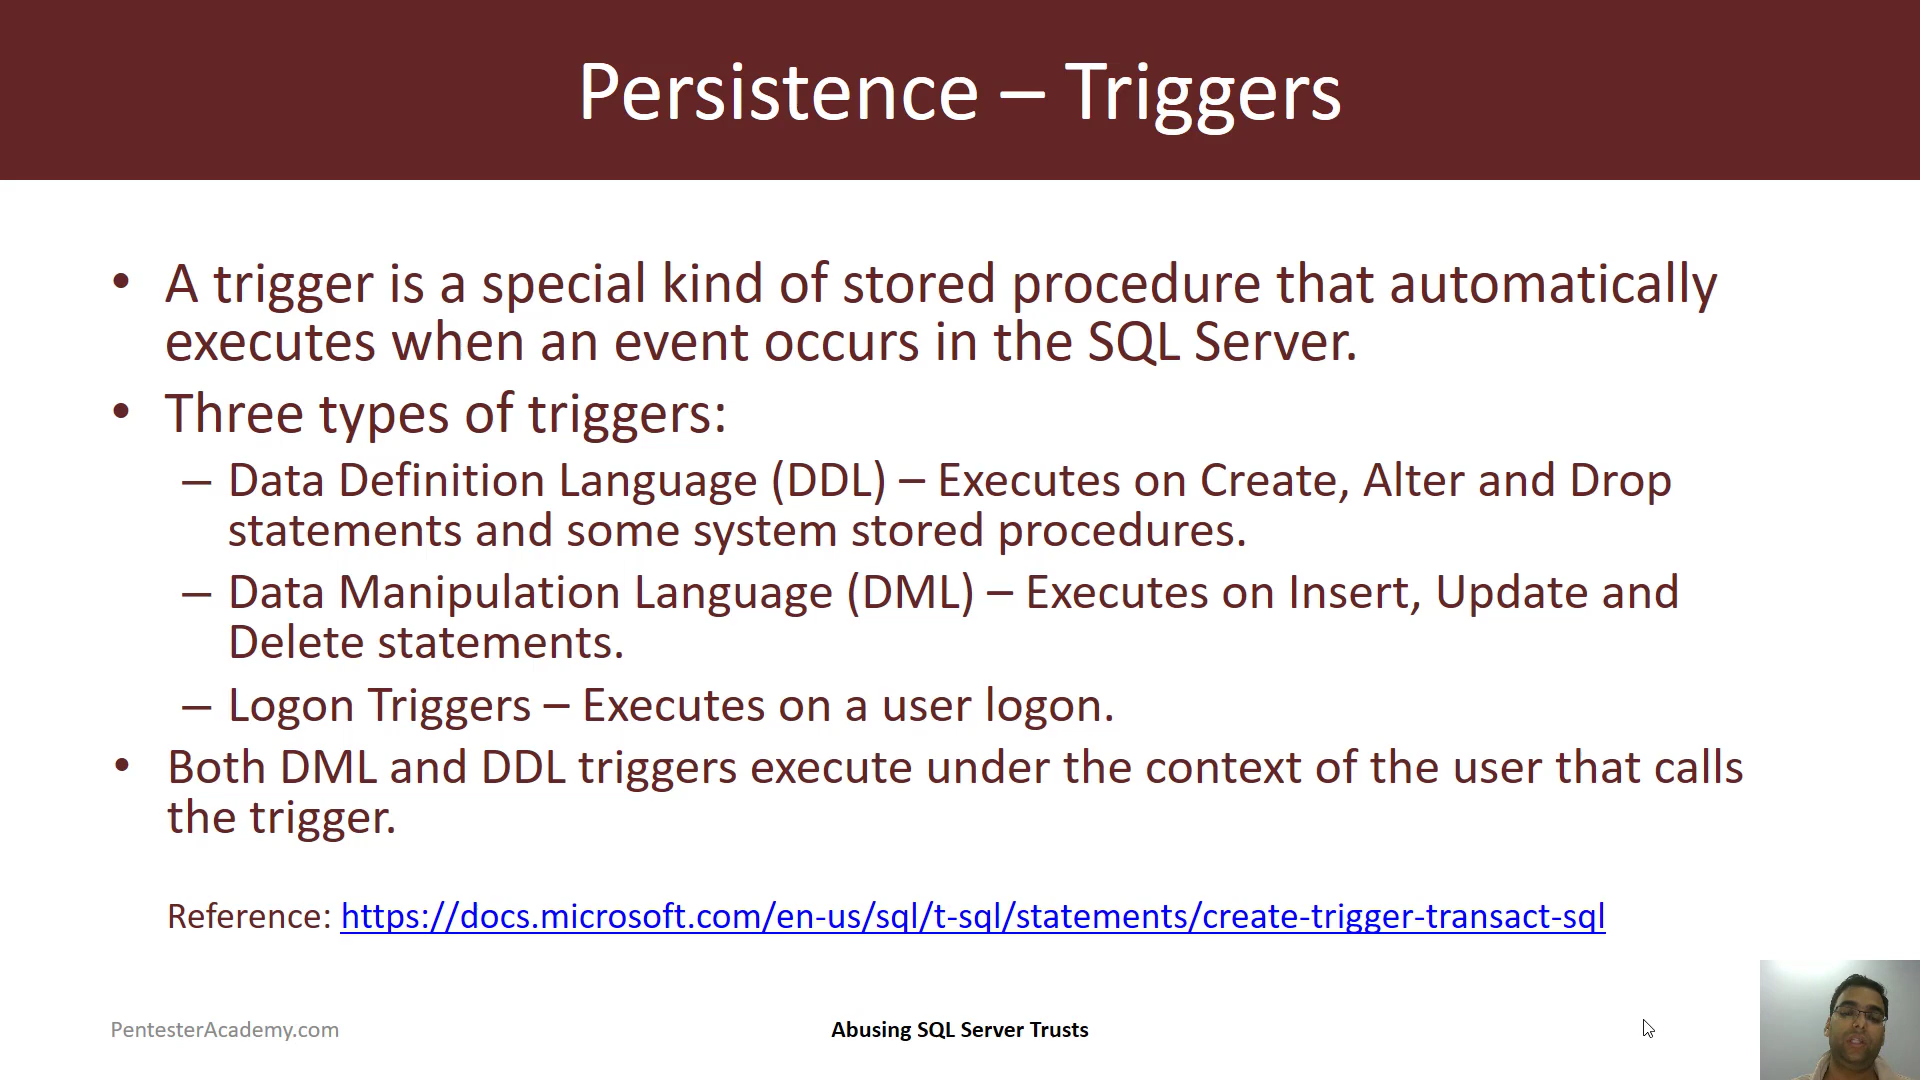 Persistence – Triggers
• A trigger is a special kind of stored procedure that automatically
executes when an event occurs in the SQL Server.
• Three types of triggers:
– Data Definition Language (DDL) – Executes on Create, Alter and Drop
statements and some system stored procedures.
– Data Manipulation Language (DML) – Executes on Insert, Update and
Delete statements.
– Logon Triggers – Executes on a user logon.
• Both DML and DDL triggers execute under the context of the user that calls
the trigger.
Reference: https://docs.microsoft.com/en-us/sql/t-sql/statements/create-trigger-transact-sql
PentesterAcademy.com
Abusing SQL Server Trusts